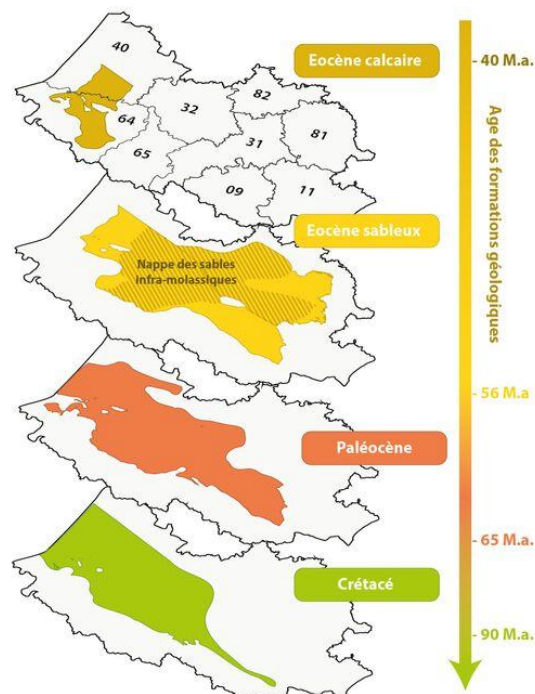 40
Eocène calcaire
- 40 M.a.
82
32
64
81
31
65
09
11
Age des formations géologiques
Eocène sableux
Nappe des sables
infra-molassiques
- 56 M.a
Paléocène
- 65 M.a.
Crétacé
- 90 M.a.